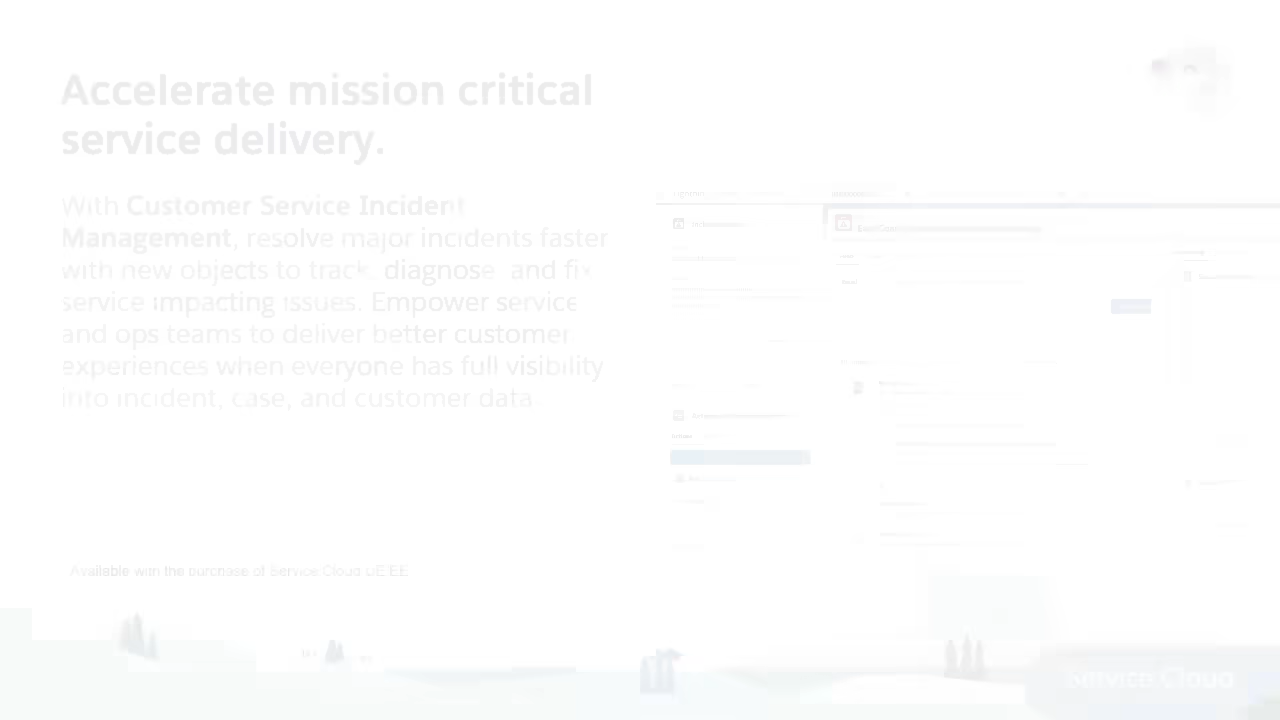 Accelerate mission critical
service delivery.
With Customer Service Incident
Management, resolve major incidents faster
with new objects to track, diagnose and fix
service impacting issues. Empower service
and ops teams to deliver better customer
experiences when everyone has full visibility
into incident, case, and customer data.
Available with the purchase of Service Cloud UE/EE
Service Cloud